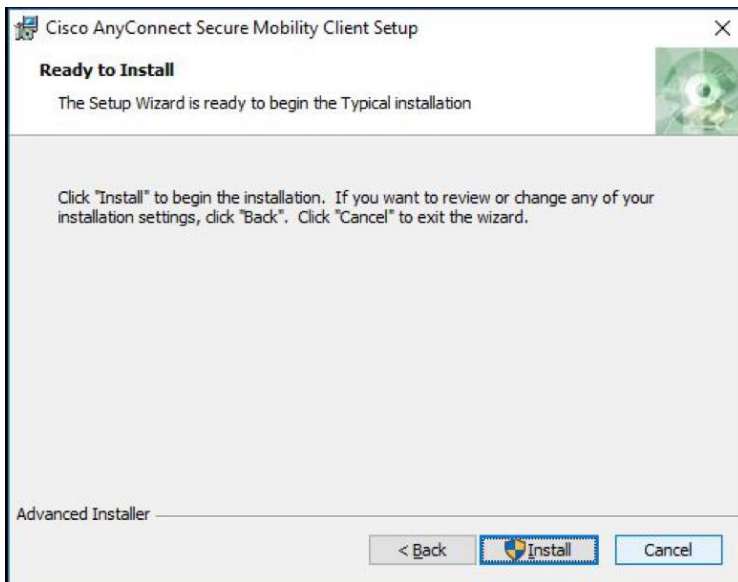 Cisco AnyConnect Secure Mobility Client Setup
Ready to Install
The Setup Wizard is ready to begin the Typical installation
Click "Install" to begin the installation. If you want to review or change any of your
installation settings, click "Back". Click "Cancel" to exit the wizard.
Advanced Installer
< Back
Install
Cancel